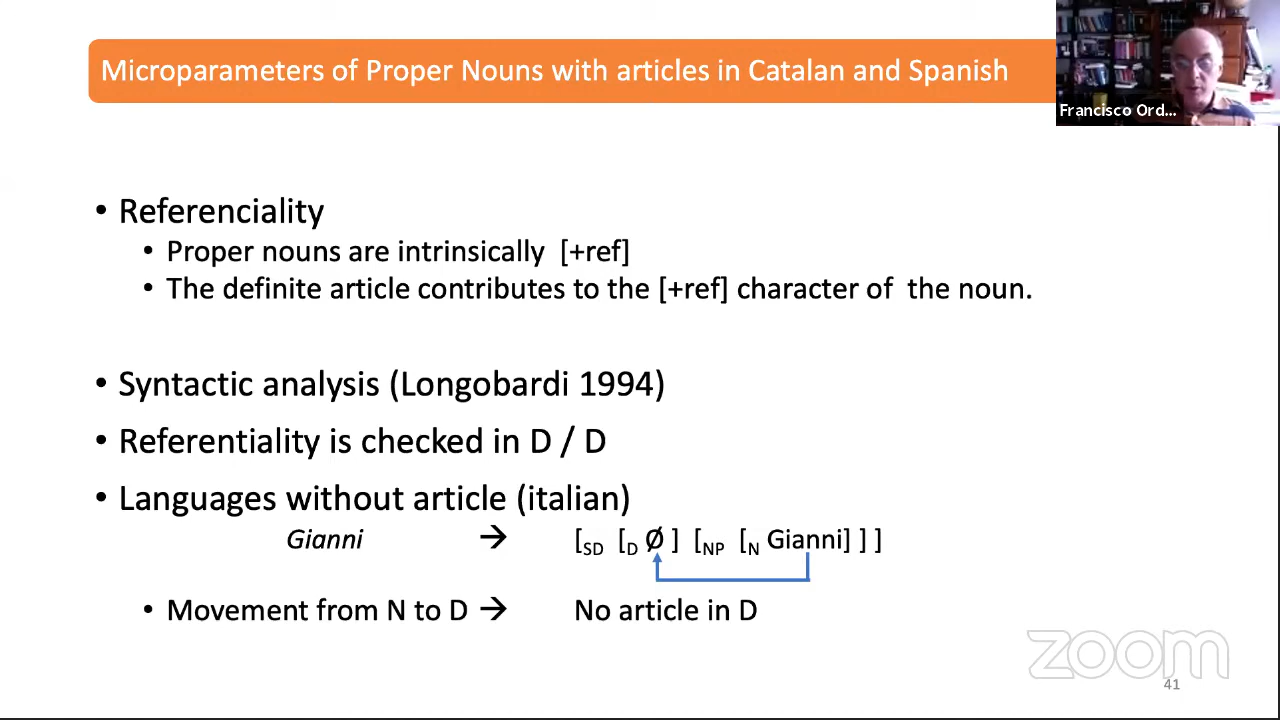 Microparameters of Proper Nouns with articles in Catalan and Spanish
Francisco Ord...
• Referenciality
• Proper nouns are intrinsically [+ref]
• The definite article contributes to the [+ref] character of the noun.
• Syntactic analysis (Longobardi 1994)
• Referentiality is checked in D / D
• Languages without article (italian)
Gianni → [SD [D Ø ] [NP [N Gianni] ] ]
• Movement from N to D → No article in D
zoom
41